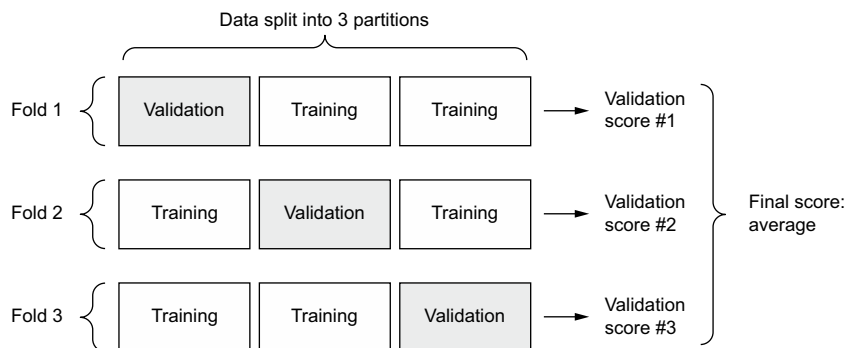 Data split into 3 partitions
Fold 1
Validation
Training
Training
Validation
score #1
Fold 2
Training
Validation
Training
Validation
score #2
Final score:
average
Fold 3
Training
Training
Validation
Validation
score #3